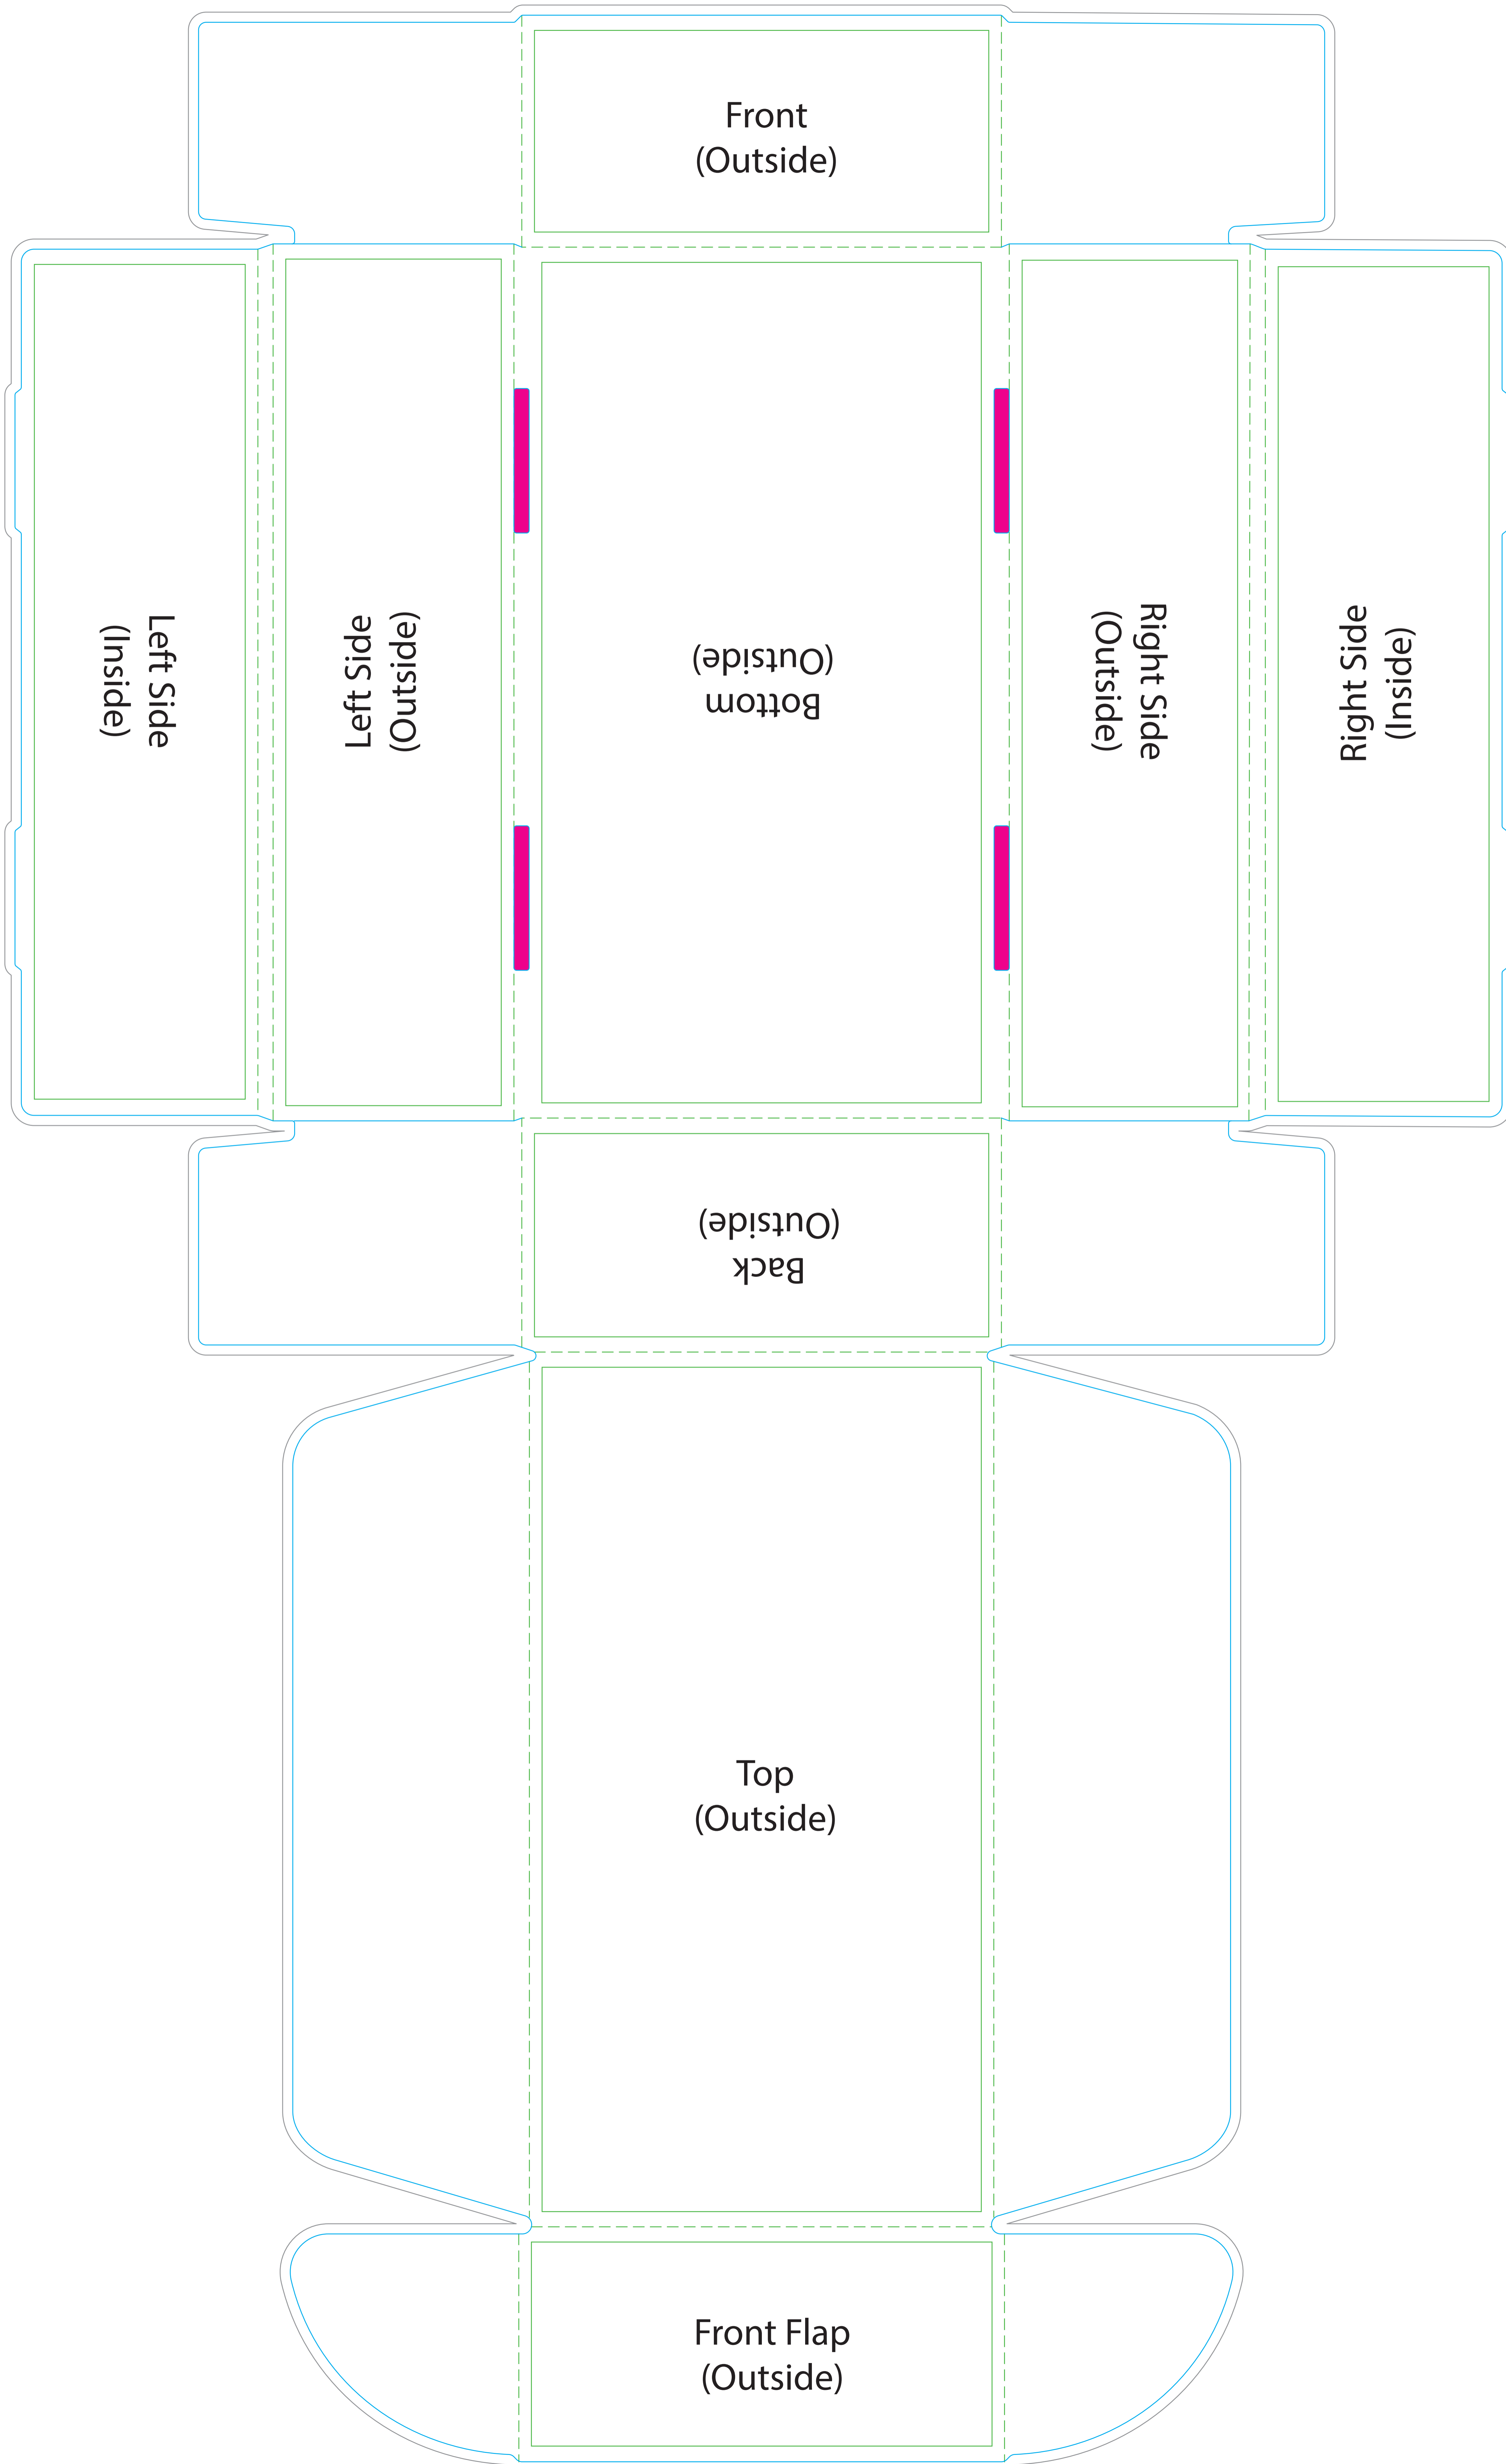 Front
(Outside)
Left Side
(Inside)
Left Side
(Outside)
Bottom
(Outside)
Right Side
(Outside)
Right Side
(Inside)
Back
(Outside)
Top
(Outside)
Front Flap
(Outside)